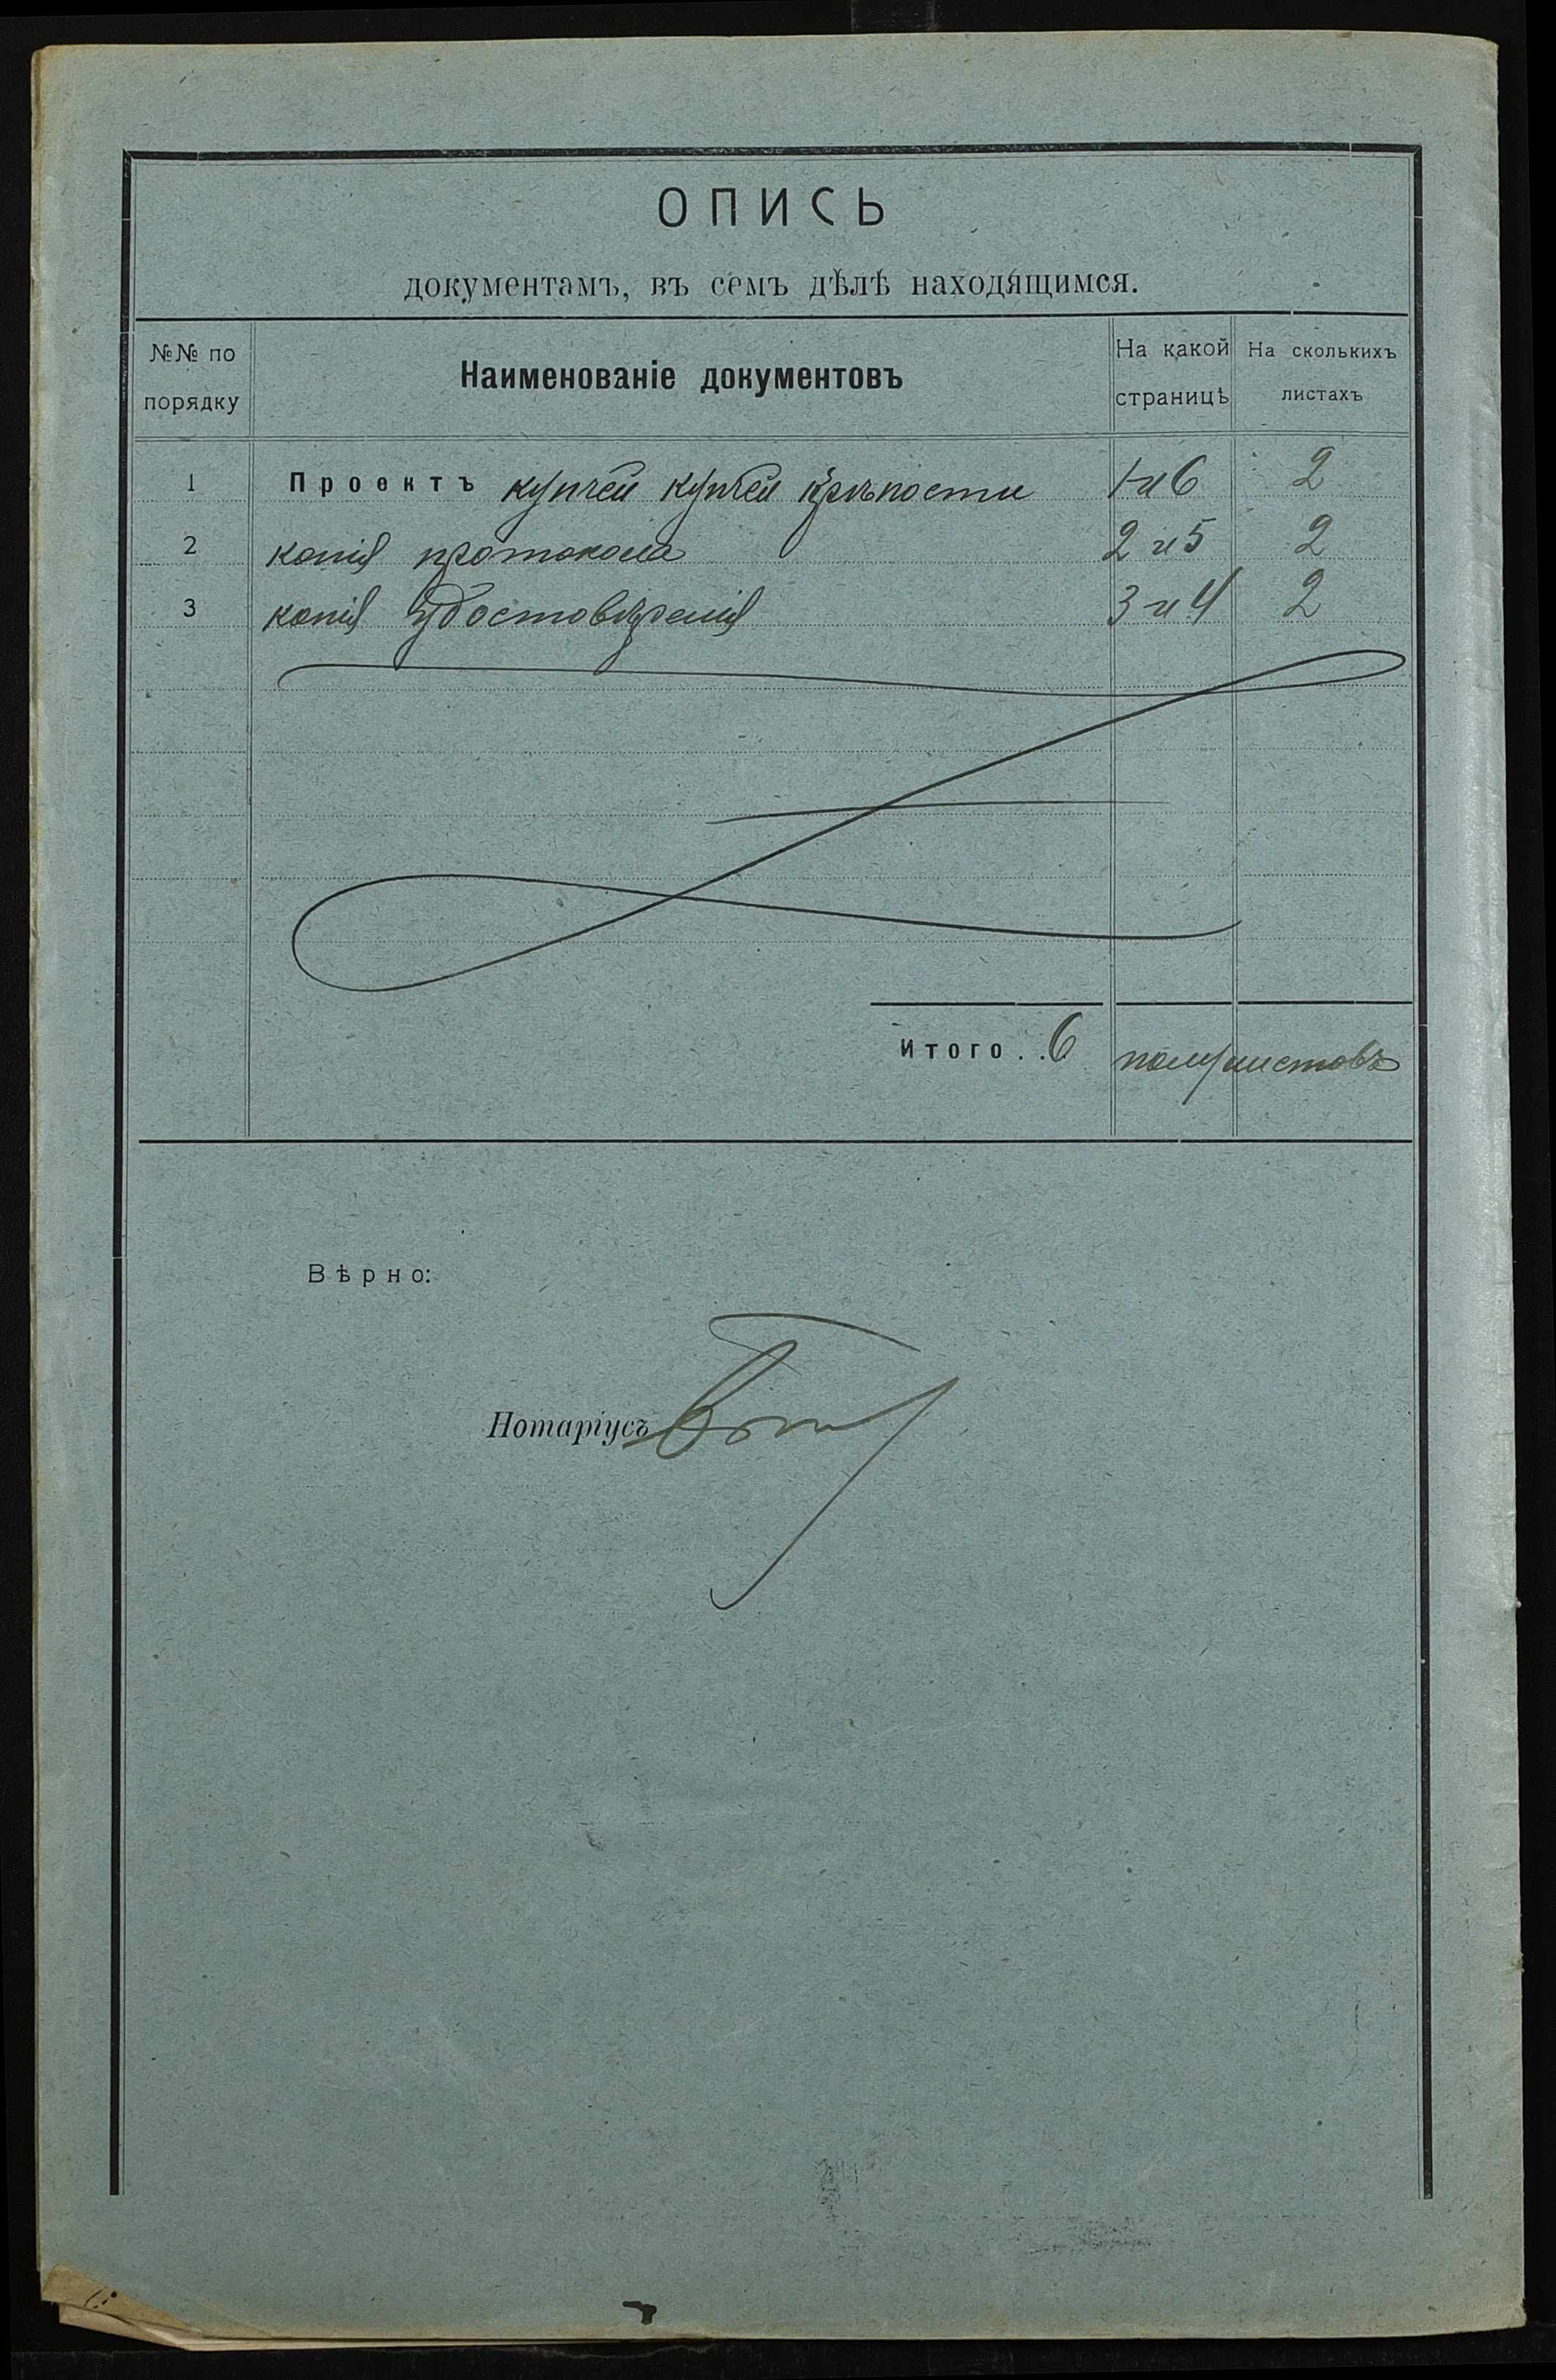 ОПИСЬ
документамъ, въ семъ дѣлѣ находящимся.
№№ по порядку
Наименованіе документовъ
На какой страницѣ
На сколькихъ листахъ
1 Проектъ купчей купчей крѣпости 1 и 6 2
2 копія протокола 2 и 5 2
3 копія удостовѣренія 3 и 4 2
Итого . . 6 полулистовъ
Вѣрно:
Нотаріусъ